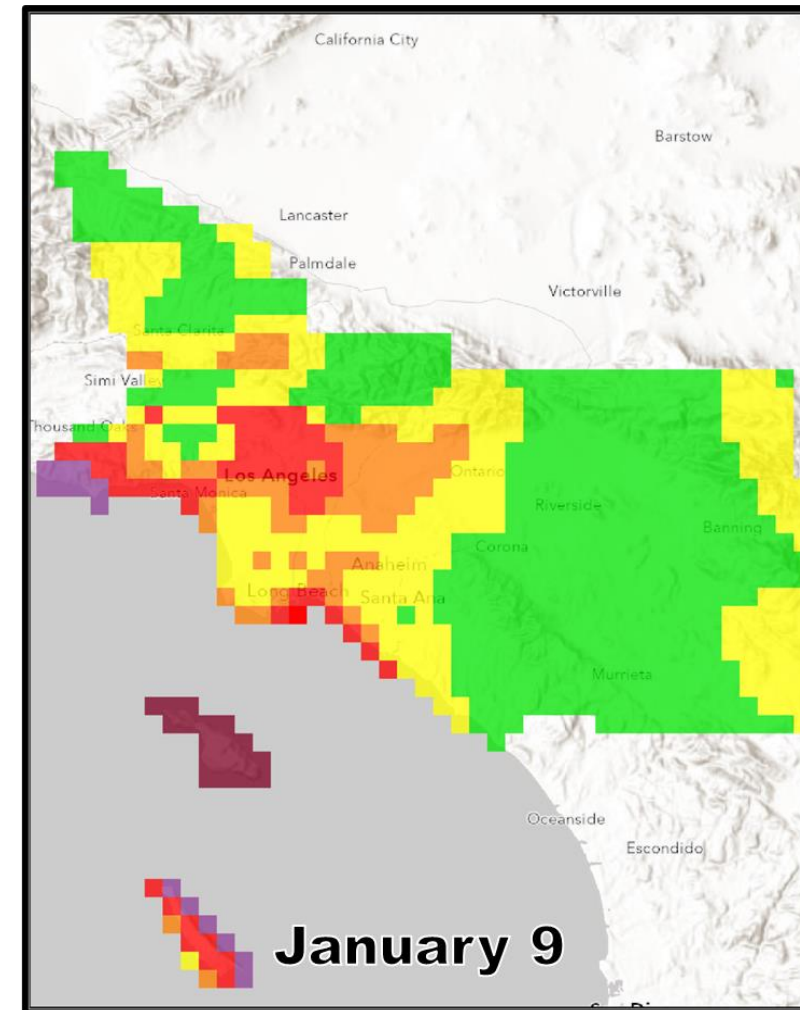 California City
Barstow
Lancaster
Palmdale
Victorville
Santa Clarita
Simi Valley
Thousand Oaks
Los Angeles
Ontario
Santa Monica
Riverside
Banning
Corona
Anaheim
Long Beach
Santa Ana
Murrieta
Oceanside
Escondido
January 9